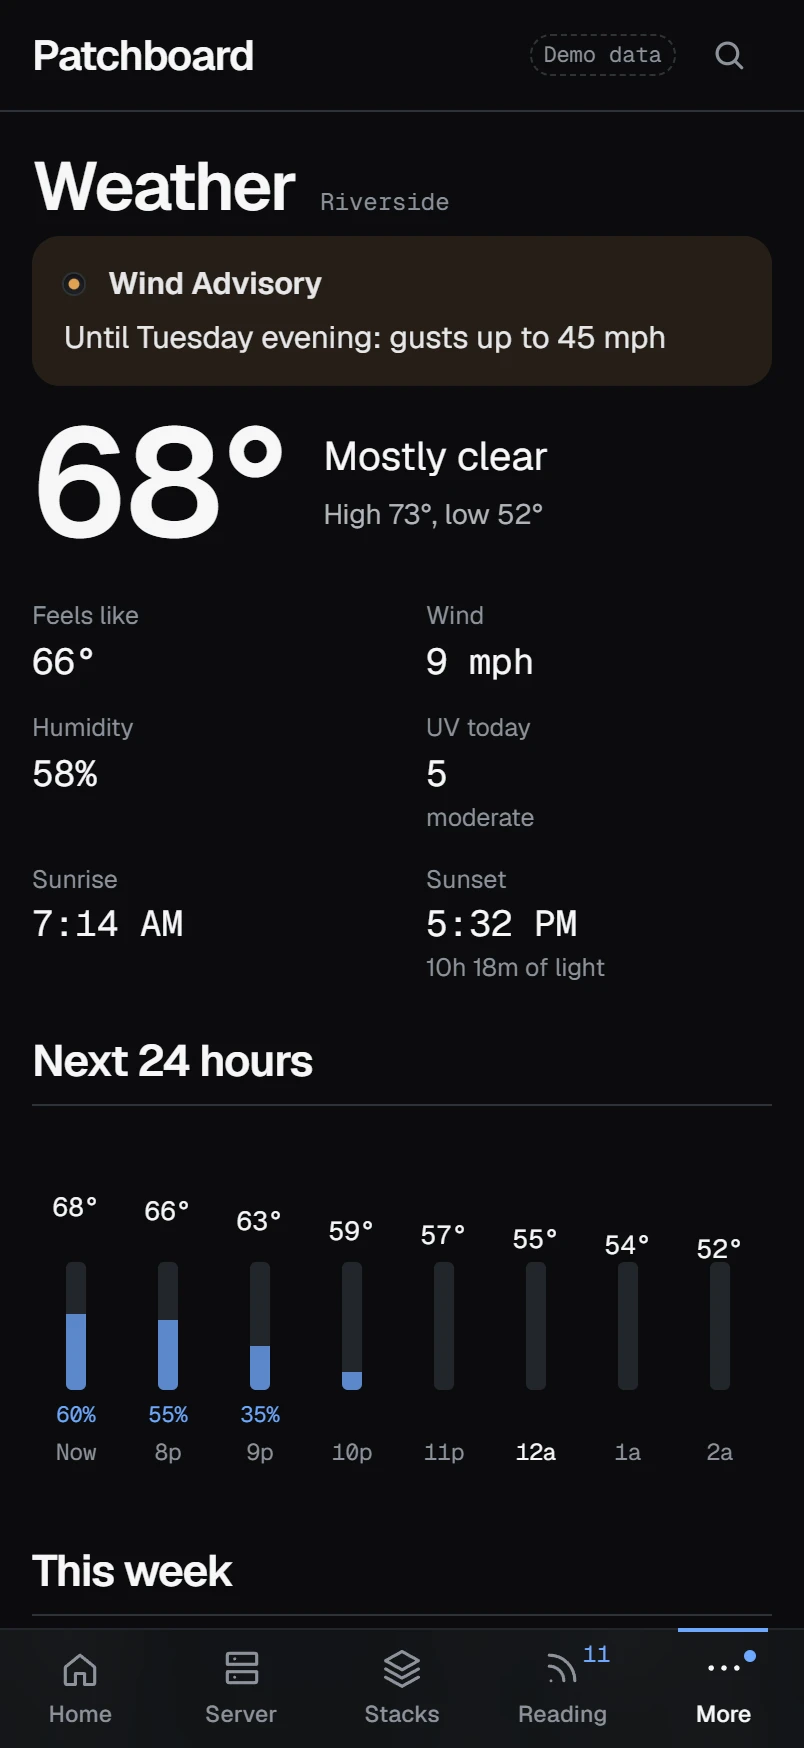 Patchboard
Demo data
Weather Riverside
Wind Advisory
Until Tuesday evening: gusts up to 45 mph
68°
Mostly clear
High 73°, low 52°
Feels like
66°
Wind
9 mph
Humidity
58%
UV today
5
moderate
Sunrise
7:14 AM
Sunset
5:32 PM
10h 18m of light
Next 24 hours
68° 66° 63° 59° 57° 55° 54° 52°
60% 55% 35%
Now 8p 9p 10p 11p 12a 1a 2a
This week
11
Home Server Stacks Reading More